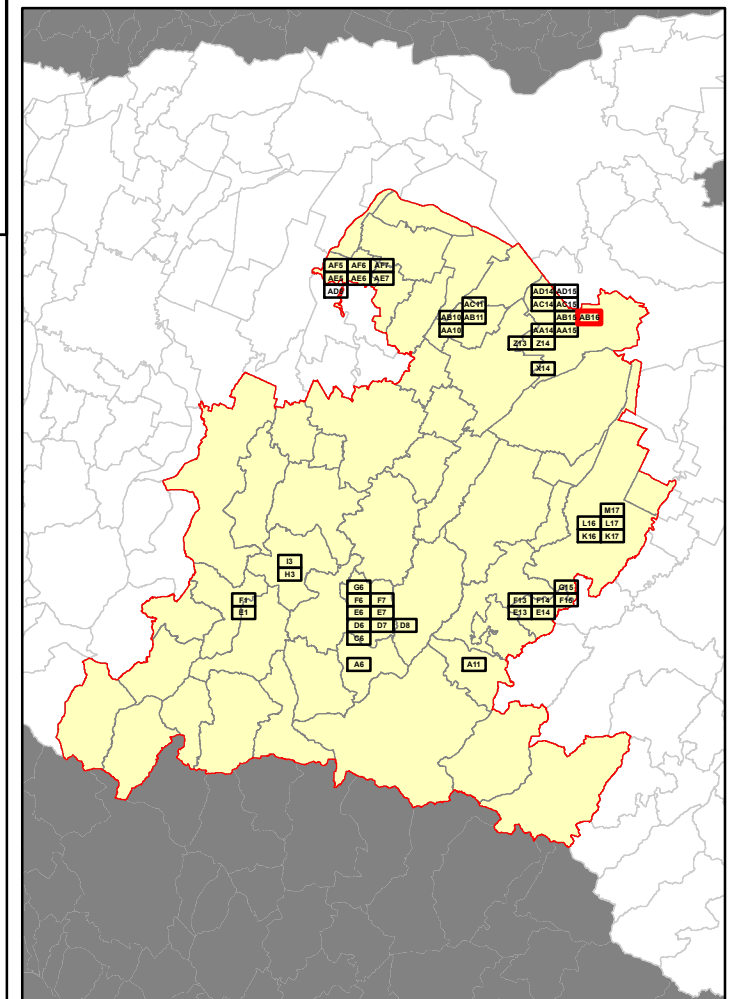 AF5 AF6 AF7
AE5 AE6 AE7
AD5
AD14 AD15
AC11 AC14 AC15
AB10 AB11 AB15 AB16
AA10 AA14 AA15
Z13 Z14
X14
M17
L16 L17
K16 K17
I3
H3
G6 G15
F1 F6 F7 F13 F14 F15
E1 E6 E7 E13 E14
D6 D7 D8
C6
A6 A11